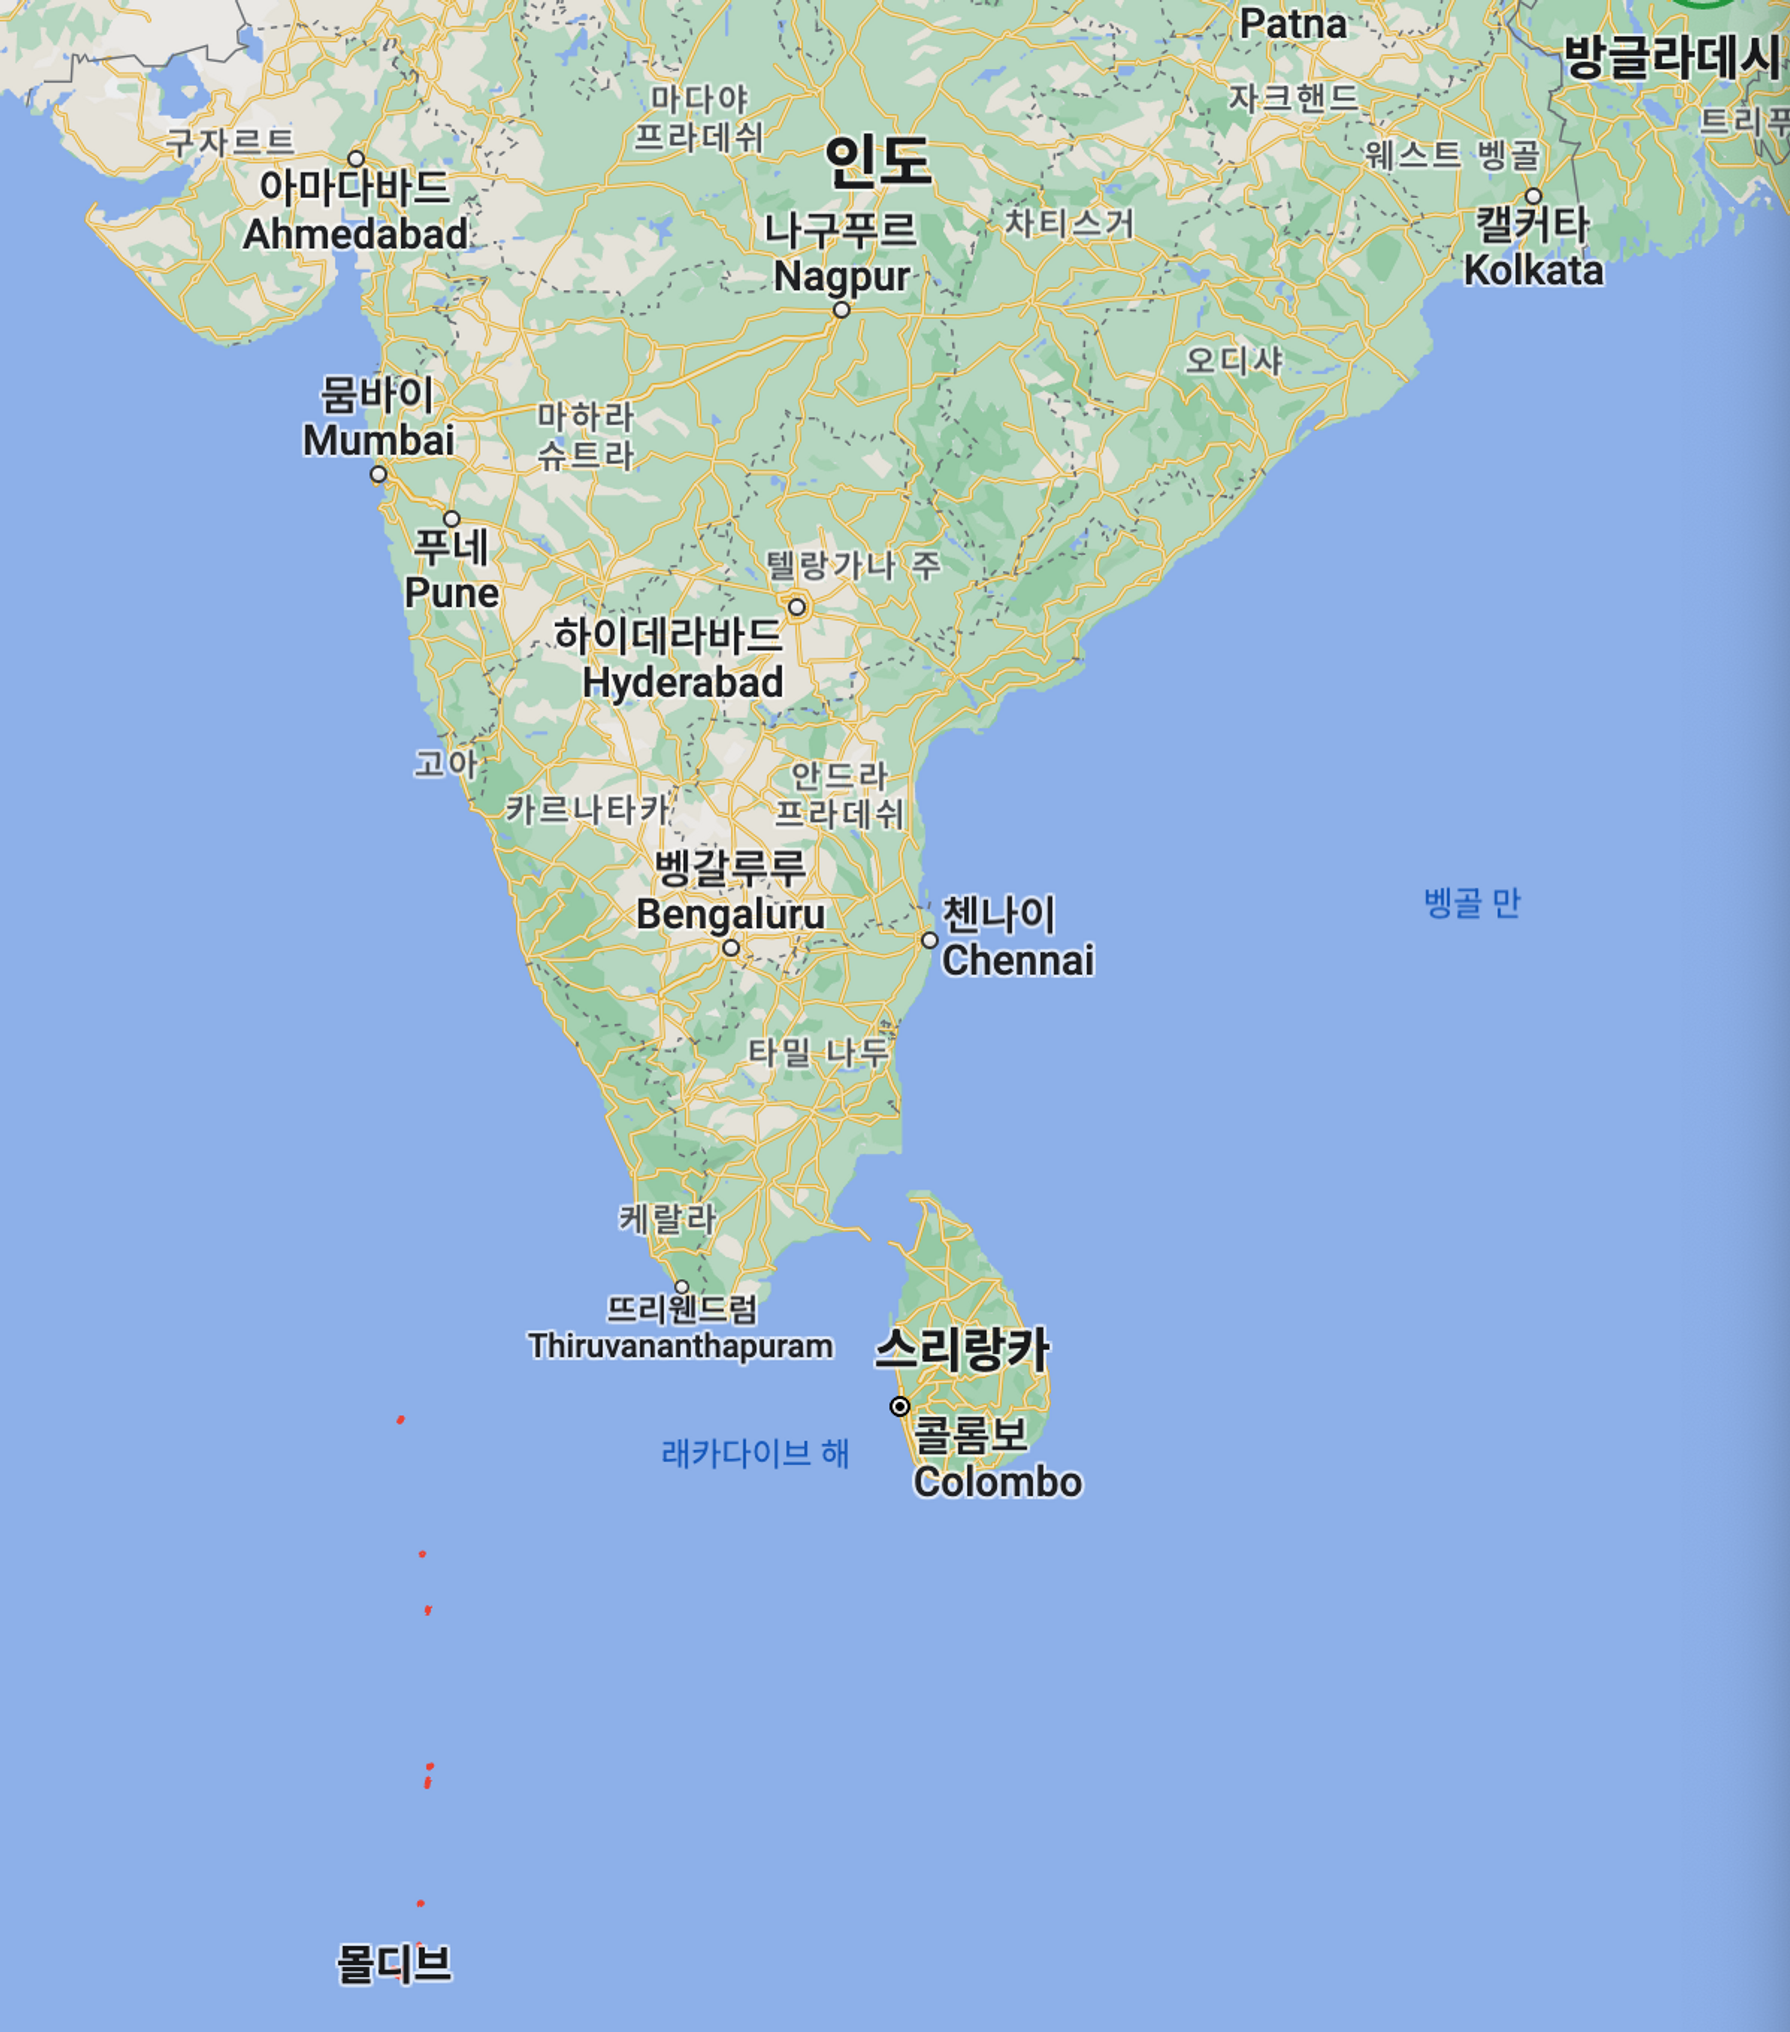 Patna
방글라데시
마다야
프라데쉬
자크핸드
구자르트
인도
웨스트 벵골
아마다바드
Ahmedabad
나구푸르
Nagpur
차티스거
캘커타
Kolkata
오디샤
뭄바이
Mumbai
마하라
슈트라
푸네
Pune
텔랑가나 주
하이데라바드
Hyderabad
고아
카르나타카
안드라
프라데쉬
벵갈루루
Bengaluru
첸나이
Chennai
벵골 만
타밀 나두
케랄라
뜨리웬드럼
Thiruvananthapuram
스리랑카
래카다이브 해
콜롬보
Colombo
몰디브